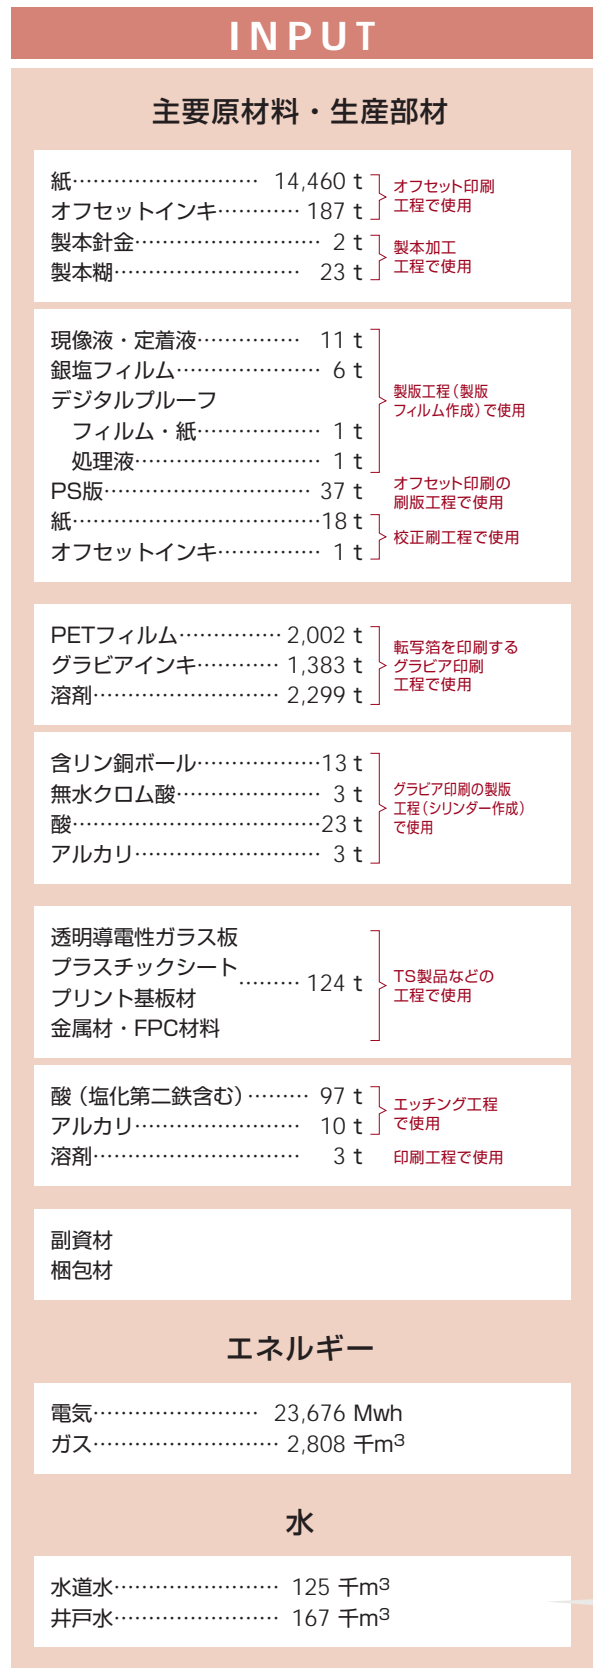 INPUT
主要原材料・生産部材
紙………………………… 14,460 t
オフセットインキ………… 187 t
オフセット印刷
工程で使用
製本針金……………………… 2 t
製本糊……………………… 23 t
製本加工
工程で使用
現像液・定着液…………… 11 t
銀塩フィルム………………… 6 t
デジタルプルーフ
フィルム・紙……………… 1 t
処理液……………………… 1 t
製版工程(製版
フィルム作成)で使用
PS版………………………… 37 t
オフセット印刷の
刷版工程で使用
紙………………………………18 t
オフセットインキ…………… 1 t
校正刷工程で使用
PETフィルム…………… 2,002 t
グラビアインキ………… 1,383 t
溶剤……………………… 2,299 t
転写箔を印刷する
グラビア印刷
工程で使用
含リン銅ボール………………13 t
無水クロム酸………………… 3 t
酸………………………………23 t
アルカリ……………………… 3 t
グラビア印刷の製版
工程(シリンダー作成)
で使用
透明導電性ガラス板
プラスチックシート
プリント基板材
金属材・FPC材料
……… 124 t
TS製品などの
工程で使用
酸(塩化第二鉄含む)……… 97 t
アルカリ…………………… 10 t
エッチング工程
で使用
溶剤………………………… 3 t
印刷工程で使用
副資材
梱包材
エネルギー
電気…………………… 23,676 Mwh
ガス……………………… 2,808 千m3
水
水道水…………………… 125 千m3
井戸水…………………… 167 千m3